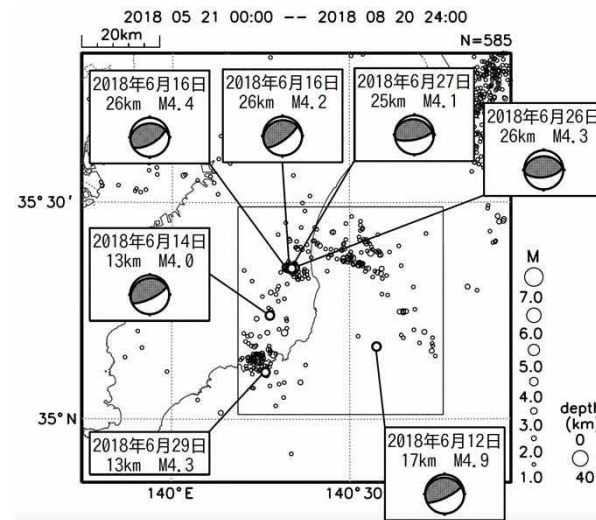 2018 05 21 00:00 -- 2018 08 20 24:00
20km
N=585
2018年6月16日
26km M4.4
2018年6月16日
26km M4.2
2018年6月27日
25km M4.1
2018年6月26日
26km M4.3
35°30′
2018年6月14日
13km M4.0
M
7.0
6.0
5.0
4.0
3.0
2.0
1.0
depth
(km)
0
40
35°N
2018年6月29日
13km M4.3
2018年6月12日
17km M4.9
140°E
140°30′